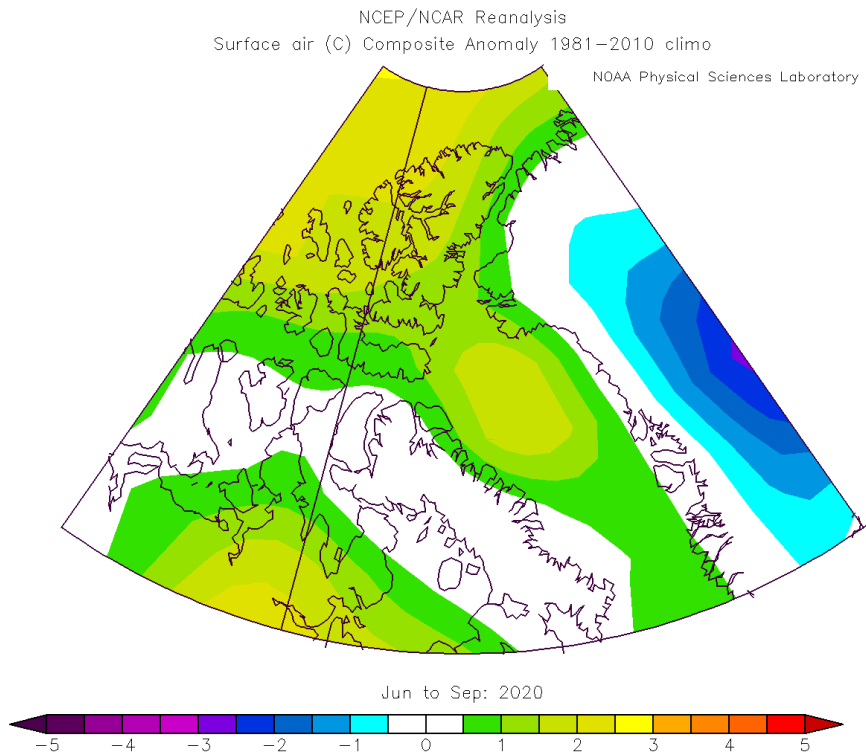 NCEP/NCAR Reanalysis
Surface air (C) Composite Anomaly 1981−2010 climo
NOAA Physical Sciences Laboratory
Jun to Sep: 2020
−5 −4 −3 −2 −1 0 1 2 3 4 5